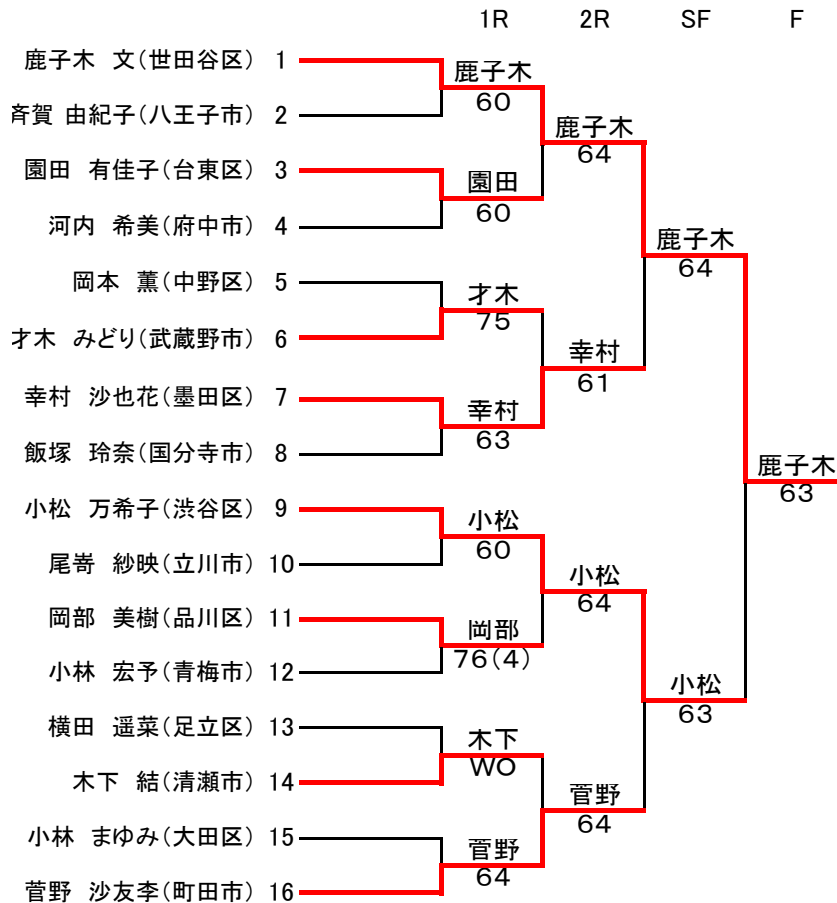 1R 2R SF F
鹿子木 文(世田谷区) 1
斉賀 由紀子(八王子市) 2
園田 有佳子(台東区) 3
河内 希美(府中市) 4
岡本 薫(中野区) 5
才木 みどり(武蔵野市) 6
幸村 沙也花(墨田区) 7
飯塚 玲奈(国分寺市) 8
小松 万希子(渋谷区) 9
尾嵜 紗映(立川市) 10
岡部 美樹(品川区) 11
小林 宏予(青梅市) 12
横田 遥菜(足立区) 13
木下 結(清瀬市) 14
小林 まゆみ(大田区) 15
菅野 沙友李(町田市) 16
鹿子木
60
園田
60
才木
75
幸村
63
小松
60
岡部
76(4)
木下
WO
菅野
64
鹿子木
64
幸村
61
小松
64
菅野
64
鹿子木
64
小松
63
鹿子木
63